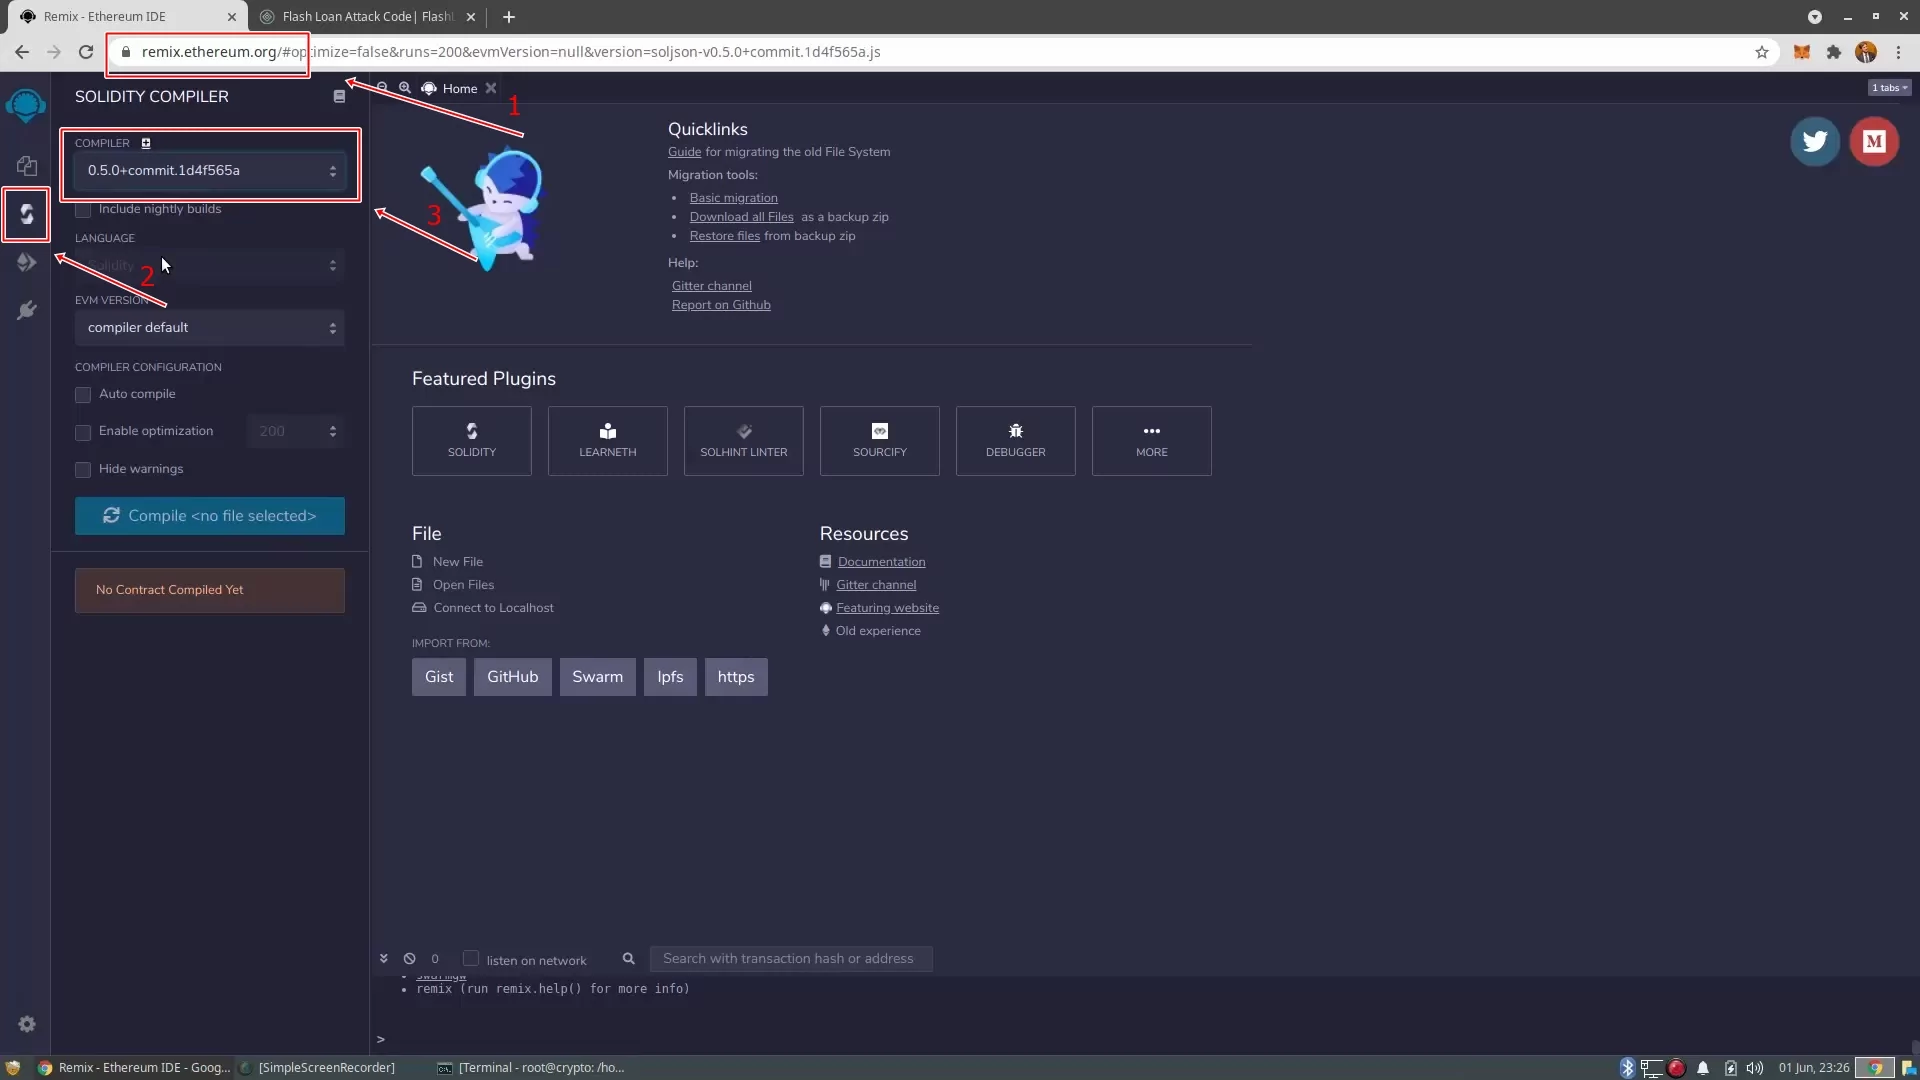 Remix - Ethereum IDE
Flash Loan Attack Code| Flash
remix.ethereum.org/#optimize=false&runs=200&evmVersion=null&version=soljson-v0.5.0+commit.1d4f565a.js
SOLIDITY COMPILER
Home
1 tabs
1
COMPILER
0.5.0+commit.1d4f565a
Include nightly builds
LANGUAGE
Solidity
2
EVM VERSION
compiler default
COMPILER CONFIGURATION
Auto compile
Enable optimization
200
Hide warnings
Compile <no file selected>
No Contract Compiled Yet
3
Quicklinks
Guide for migrating the old File System
Migration tools:
Basic migration
Download all Files as a backup zip
Restore files from backup zip
Help:
Gitter channel
Report on Github
M
Featured Plugins
SOLIDITY
LEARNETH
SOLHINT LINTER
SOURCIFY
DEBUGGER
MORE
File
New File
Open Files
Connect to Localhost
IMPORT FROM:
Gist
GitHub
Swarm
Ipfs
https
Resources
Documentation
Gitter channel
Featuring website
Old experience
0
listen on network
Search with transaction hash or address
swarmgw
remix (run remix.help() for more info)
>
Remix - Ethereum IDE - Goog...
[SimpleScreenRecorder]
[Terminal - root@crypto: /ho...
01 Jun, 23:26